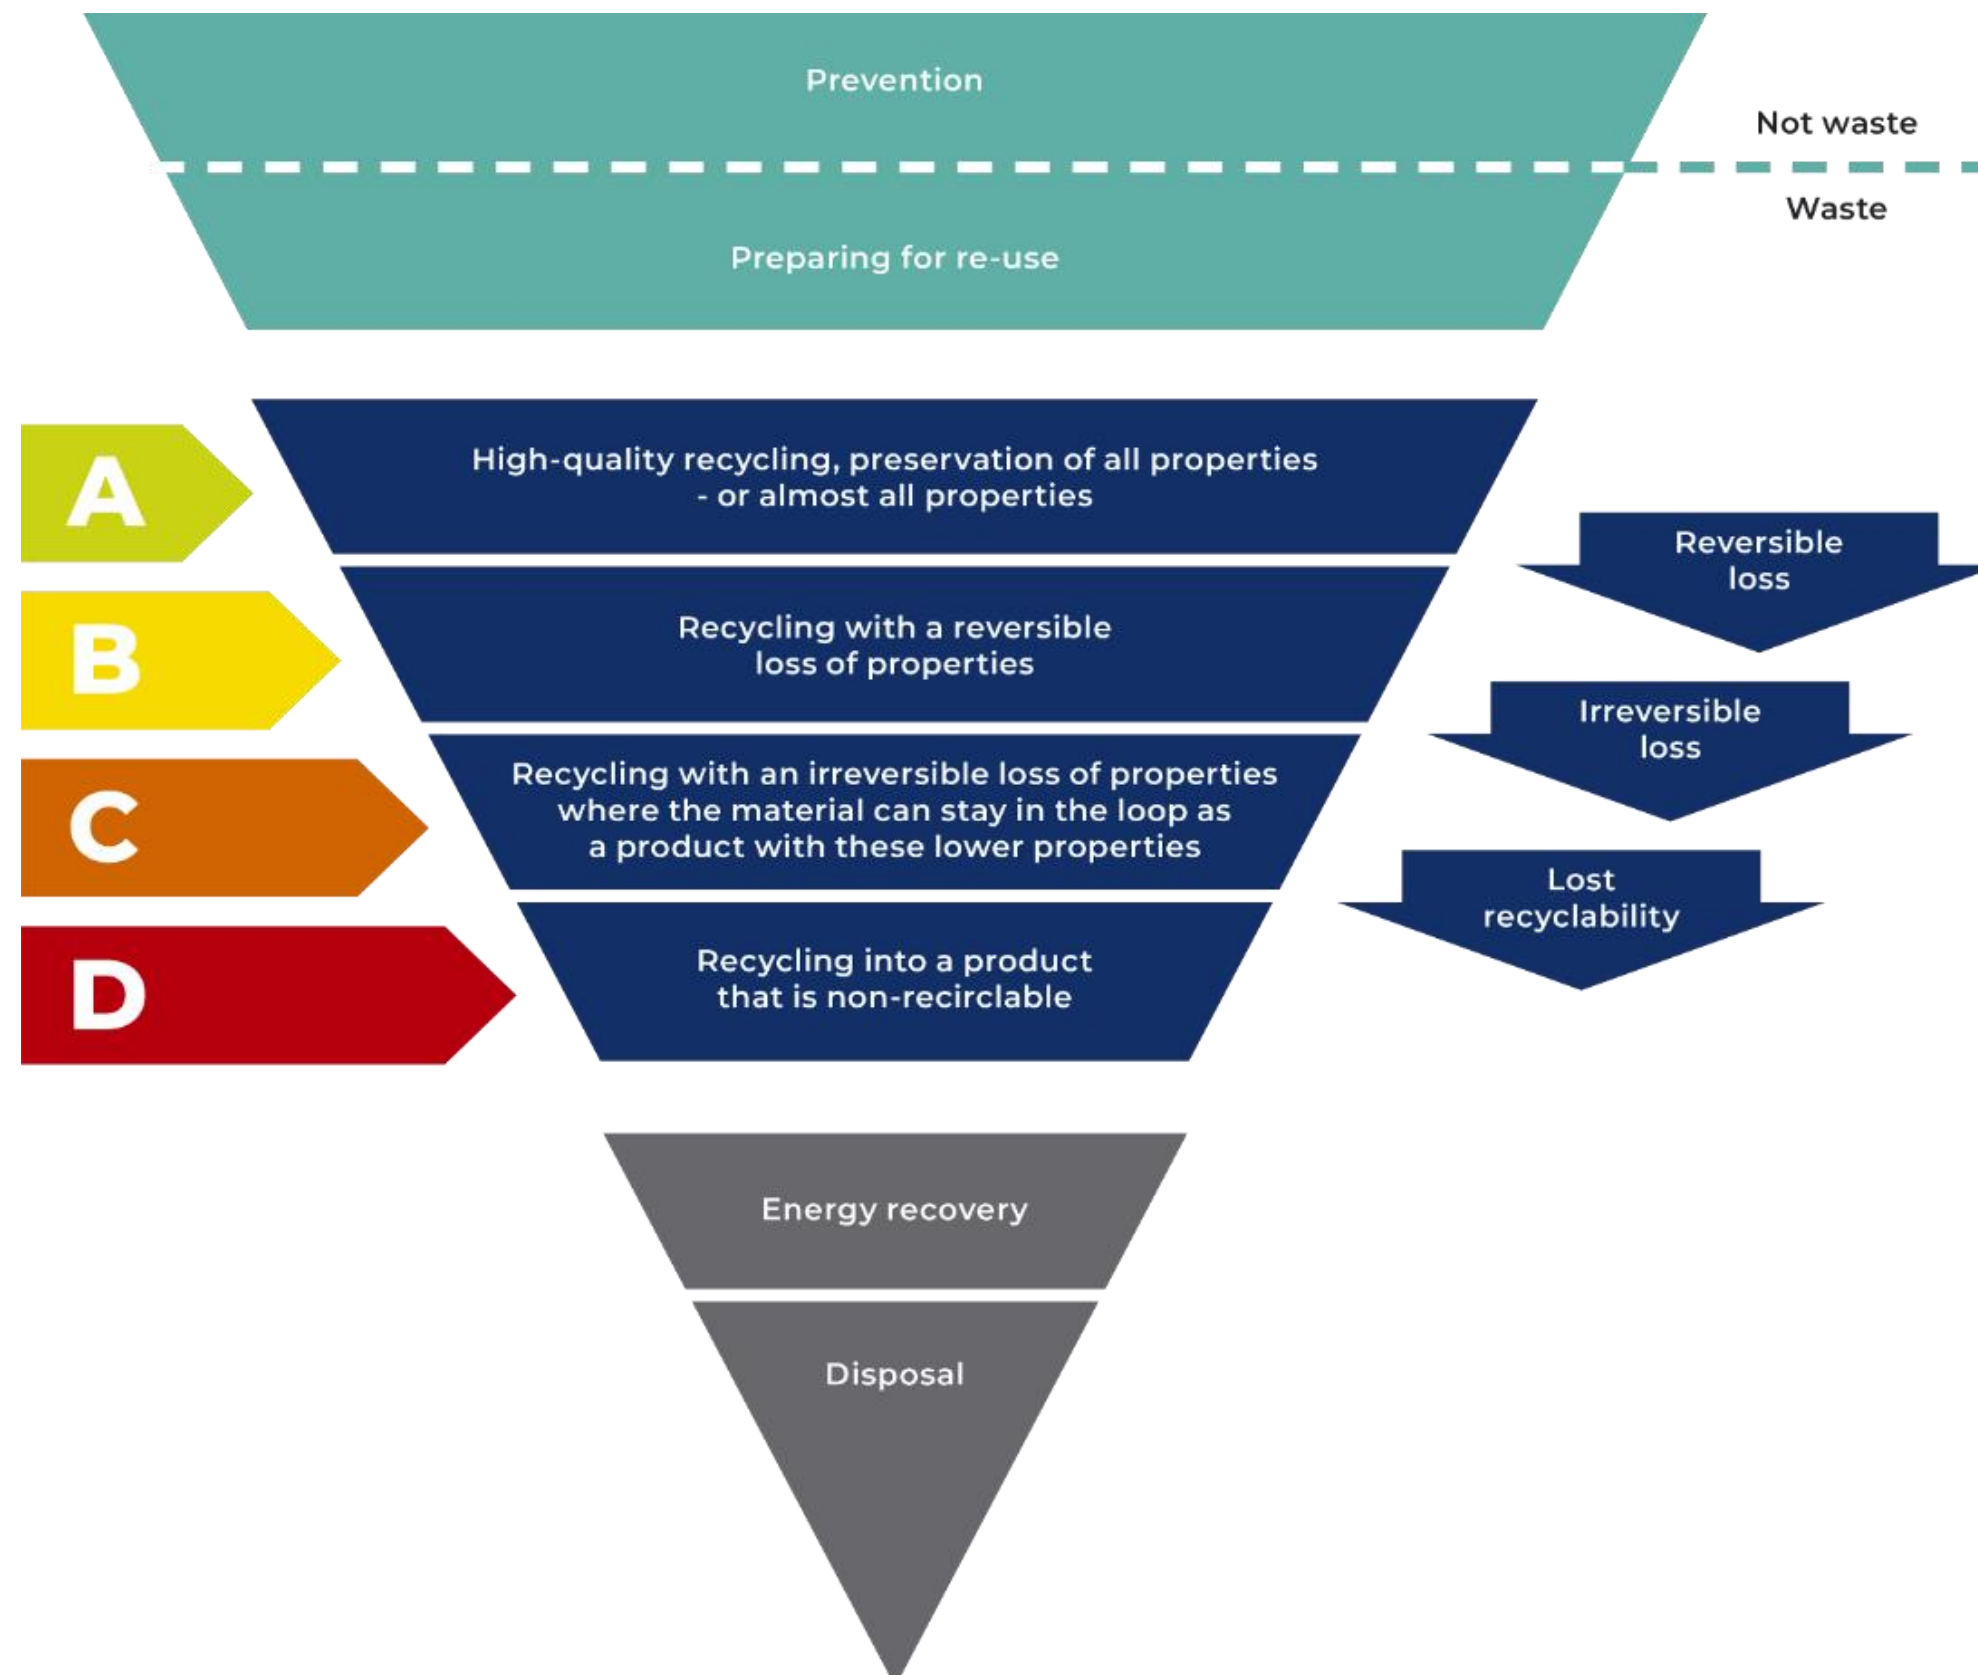 Prevention
Not waste
Waste
Preparing for re-use
A
High-quality recycling, preservation of all properties
- or almost all properties
Reversible
loss
B
Recycling with a reversible
loss of properties
Irreversible
loss
C
Recycling with an irreversible loss of properties
where the material can stay in the loop as
a product with these lower properties
Lost
recyclability
D
Recycling into a product
that is non-recirclable
Energy recovery
Disposal